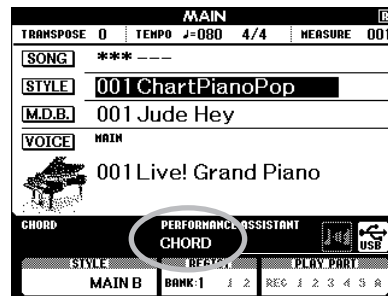 MAIN
TRANSPOSE 0 TEMPO ♩=080 4/4 MEASURE 001
SONG *** ---
STYLE 001 ChartPianoPop
M.D.B. 001 Jude Hey
VOICE MAIN
001 Live! Grand Piano
CHORD PERFORMANCE ASSISTANT
CHORD
USB
STYLE REGIST PLAY PART
MAIN B BANK:1 1 2 REC 1 2 3 4 5 A